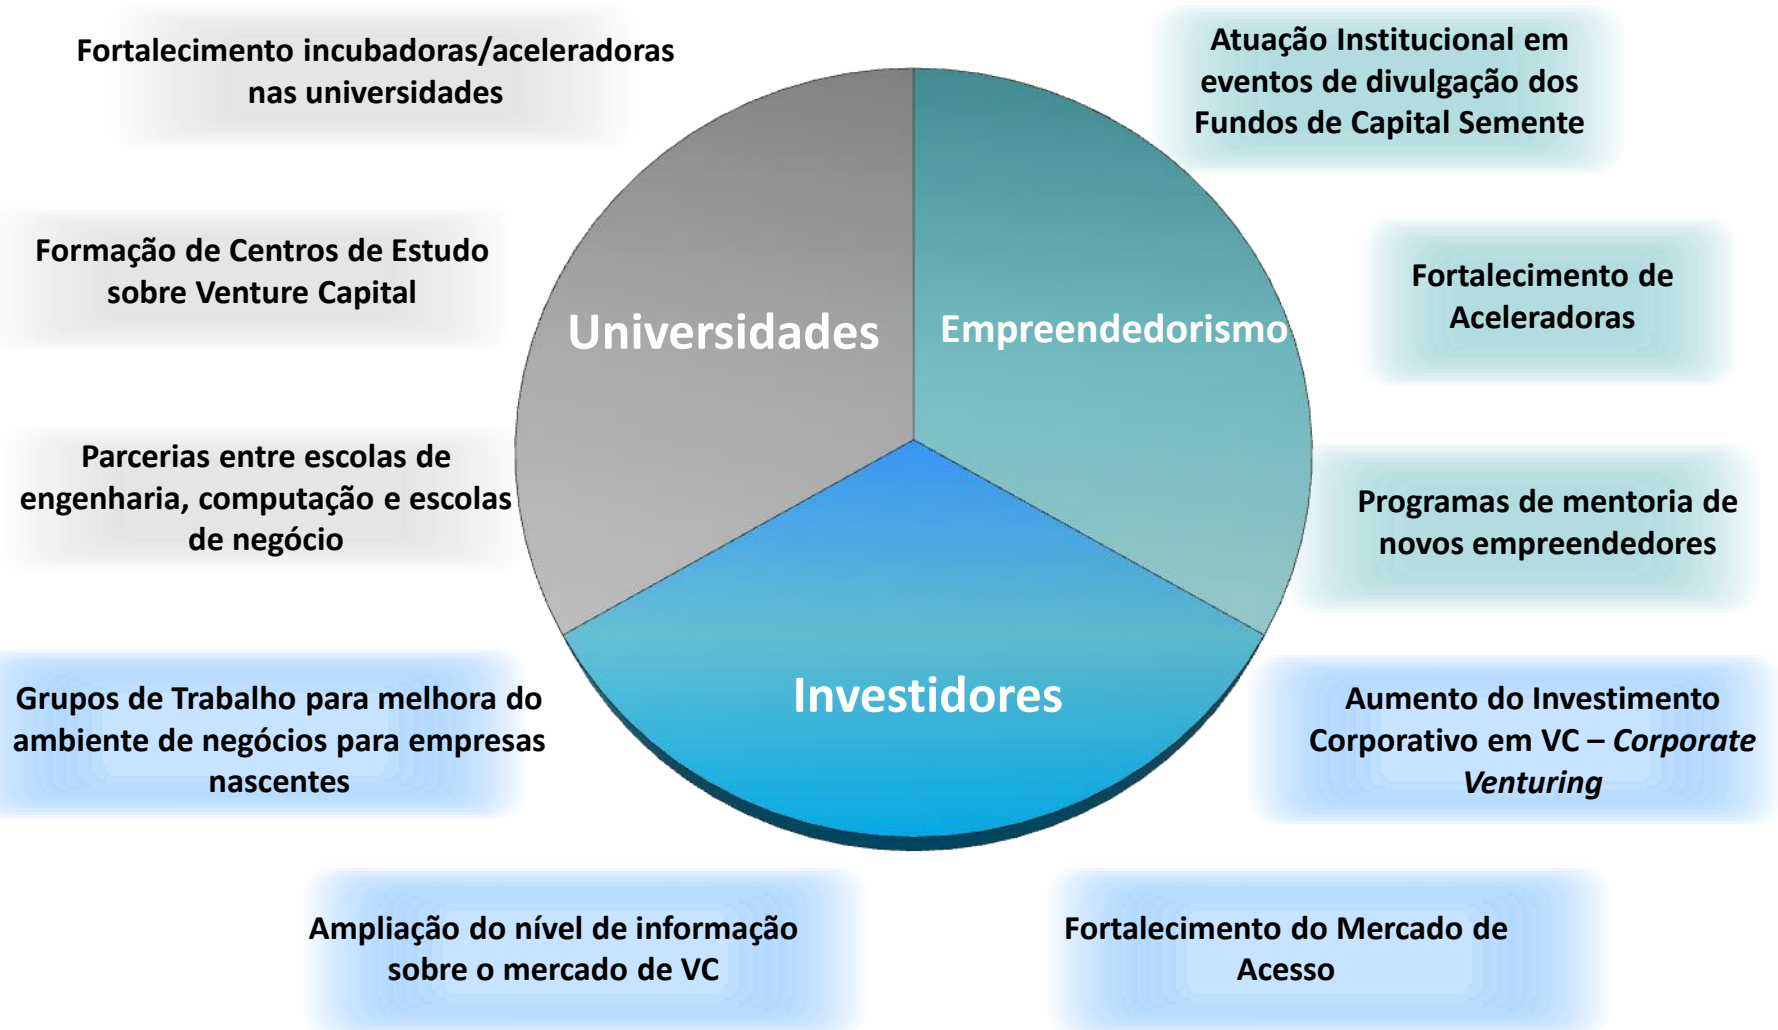 Fortalecimento incubadoras/aceleradoras
nas universidades
Atuação Institucional em
eventos de divulgação dos
Fundos de Capital Semente
Formação de Centros de Estudo
sobre Venture Capital
Universidades
Empreendedorismo
Fortalecimento de
Aceleradoras
Parcerias entre escolas de
engenharia, computação e escolas
de negócio
Programas de mentoria de
novos empreendedores
Grupos de Trabalho para melhora do
ambiente de negócios para empresas
nascentes
Investidores
Aumento do Investimento
Corporativo em VC – Corporate
Venturing
Ampliação do nível de informação
sobre o mercado de VC
Fortalecimento do Mercado de
Acesso